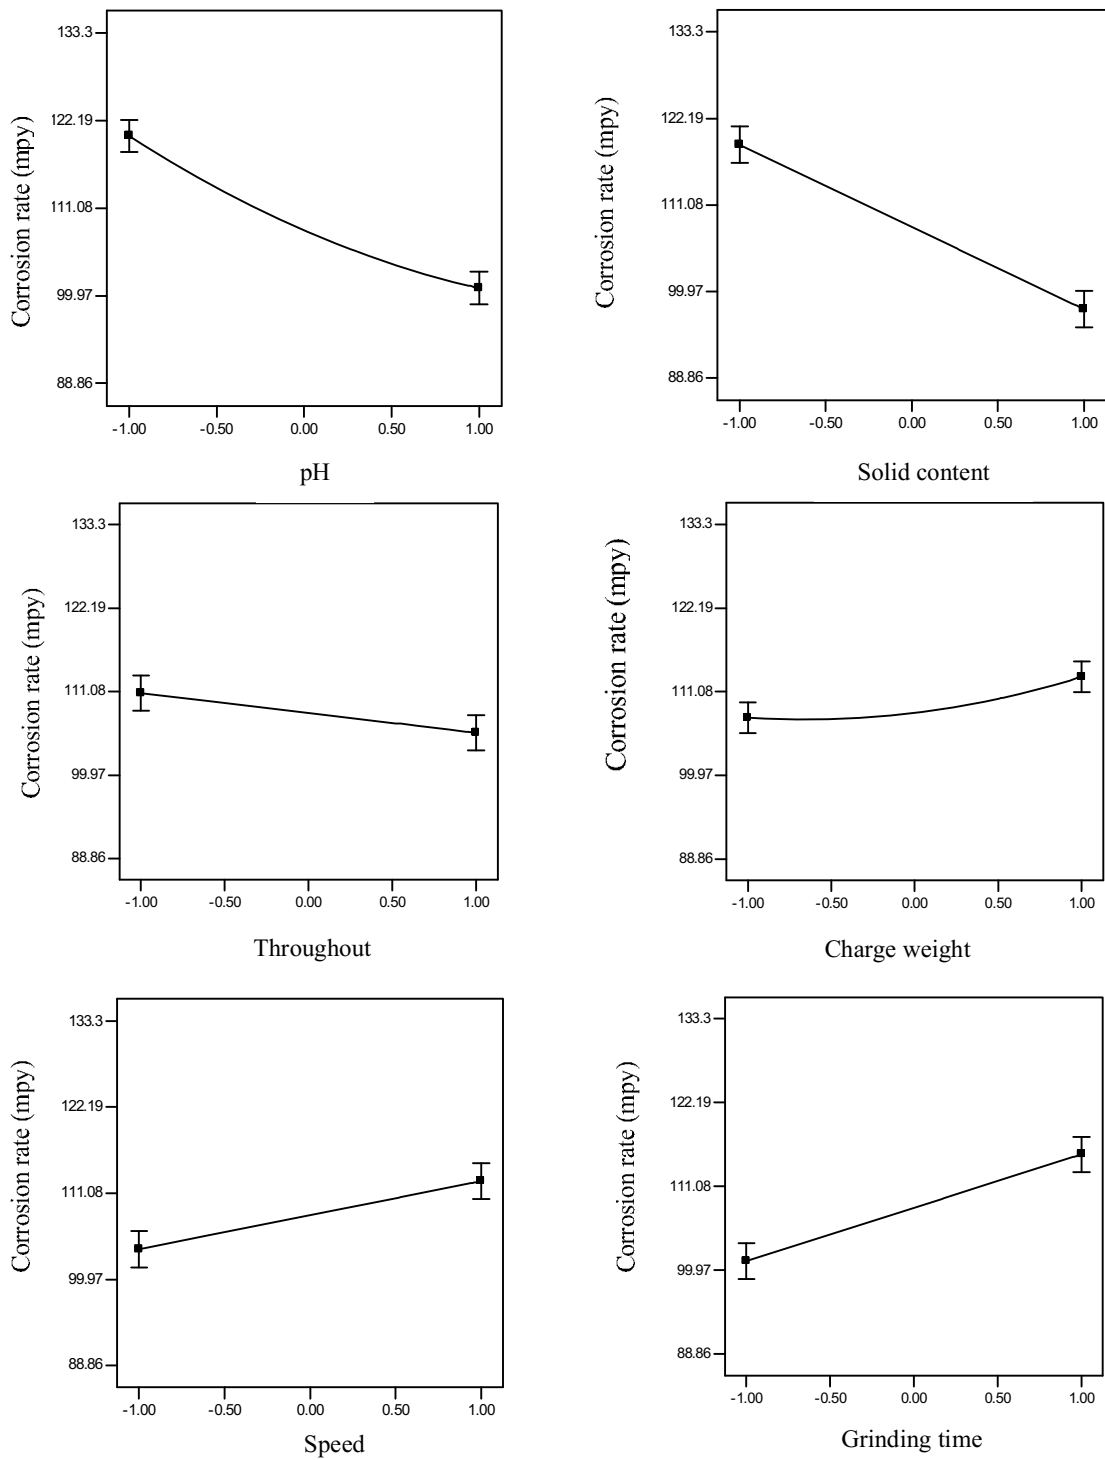 133.3
122.19
111.08
99.97
88.86
Corrosion rate (mpy)
-1.00 -0.50 0.00 0.50 1.00
pH
133.3
122.19
111.08
99.97
88.86
Corrosion rate (mpy)
-1.00 -0.50 0.00 0.50 1.00
Solid content
133.3
122.19
111.08
99.97
88.86
Corrosion rate (mpy)
-1.00 -0.50 0.00 0.50 1.00
Throughout
133.3
122.19
111.08
99.97
88.86
Corrosion rate (mpy)
-1.00 -0.50 0.00 0.50 1.00
Charge weight
133.3
122.19
111.08
99.97
88.86
Corrosion rate (mpy)
-1.00 -0.50 0.00 0.50 1.00
Speed
133.3
122.19
111.08
99.97
88.86
Corrosion rate (mpy)
-1.00 -0.50 0.00 0.50 1.00
Grinding time